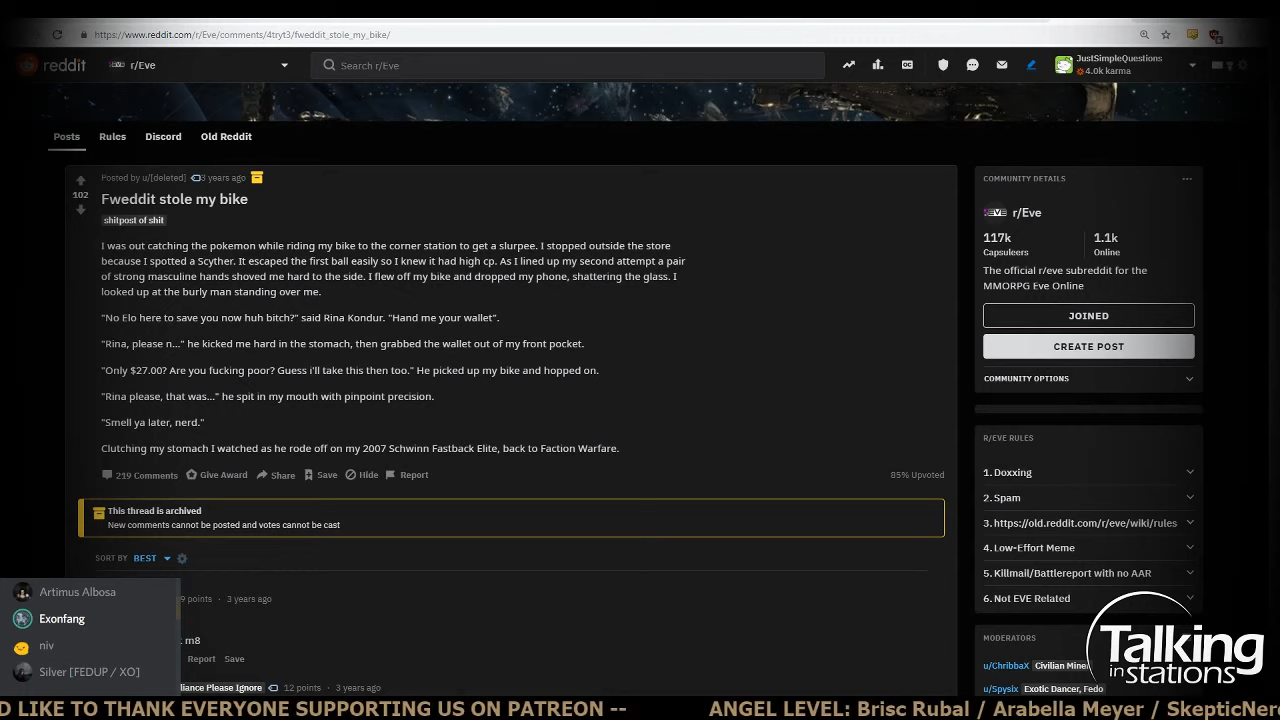 https://www.reddit.com/r/Eve/comments/4tryt3/fweddit_stole_my_bike/
reddit
r/Eve
Search r/Eve
JustSimpleQuestions
4.0k karma
Posts
Rules
Discord
Old Reddit
Posted by u/[deleted] 3 years ago
102
Fweddit stole my bike
shitpost of shit
I was out catching the pokemon while riding my bike to the corner station to get a slurpee. I stopped outside the store
because I spotted a Scyther. It escaped the first ball easily so I knew it had high cp. As I lined up my second attempt a pair
of strong masculine hands shoved me hard to the side. I flew off my bike and dropped my phone, shattering the glass. I
looked up at the burly man standing over me.
"No Elo here to save you now huh bitch?" said Rina Kondur. "Hand me your wallet".
"Rina, please n..." he kicked me hard in the stomach, then grabbed the wallet out of my front pocket.
"Only $27.00? Are you fucking poor? Guess i'll take this then too." He picked up my bike and hopped on.
"Rina please, that was..." he spit in my mouth with pinpoint precision.
"Smell ya later, nerd."
Clutching my stomach I watched as he rode off on my 2007 Schwinn Fastback Elite, back to Faction Warfare.
219 Comments
Give Award
Share
Save
Hide
Report
85% Upvoted
This thread is archived
New comments cannot be posted and votes cannot be cast
SORT BY BEST
9 points · 3 years ago
m8
Report
Save
lliance Please Ignore
12 points · 3 years ago
COMMUNITY DETAILS
r/Eve
117k
Capsuleers
1.1k
Online
The official r/eve subreddit for the
MMORPG Eve Online
JOINED
CREATE POST
COMMUNITY OPTIONS
R/EVE RULES
1. Doxxing
2. Spam
3. https://old.reddit.com/r/eve/wiki/rules
4. Low-Effort Meme
5. Killmail/Battlereport with no AAR
6. Not EVE Related
MODERATORS
u/ChribbaX Civilian Miner
u/Spysix Exotic Dancer, Fedo
Artimus Albosa
Exonfang
niv
Silver [FEDUP / XO]
Talking
in STATIONS
D LIKE TO THANK EVERYONE SUPPORTING US ON PATREON -- ANGEL LEVEL: Brisc Rubal / Arabella Meyer / SkepticNer